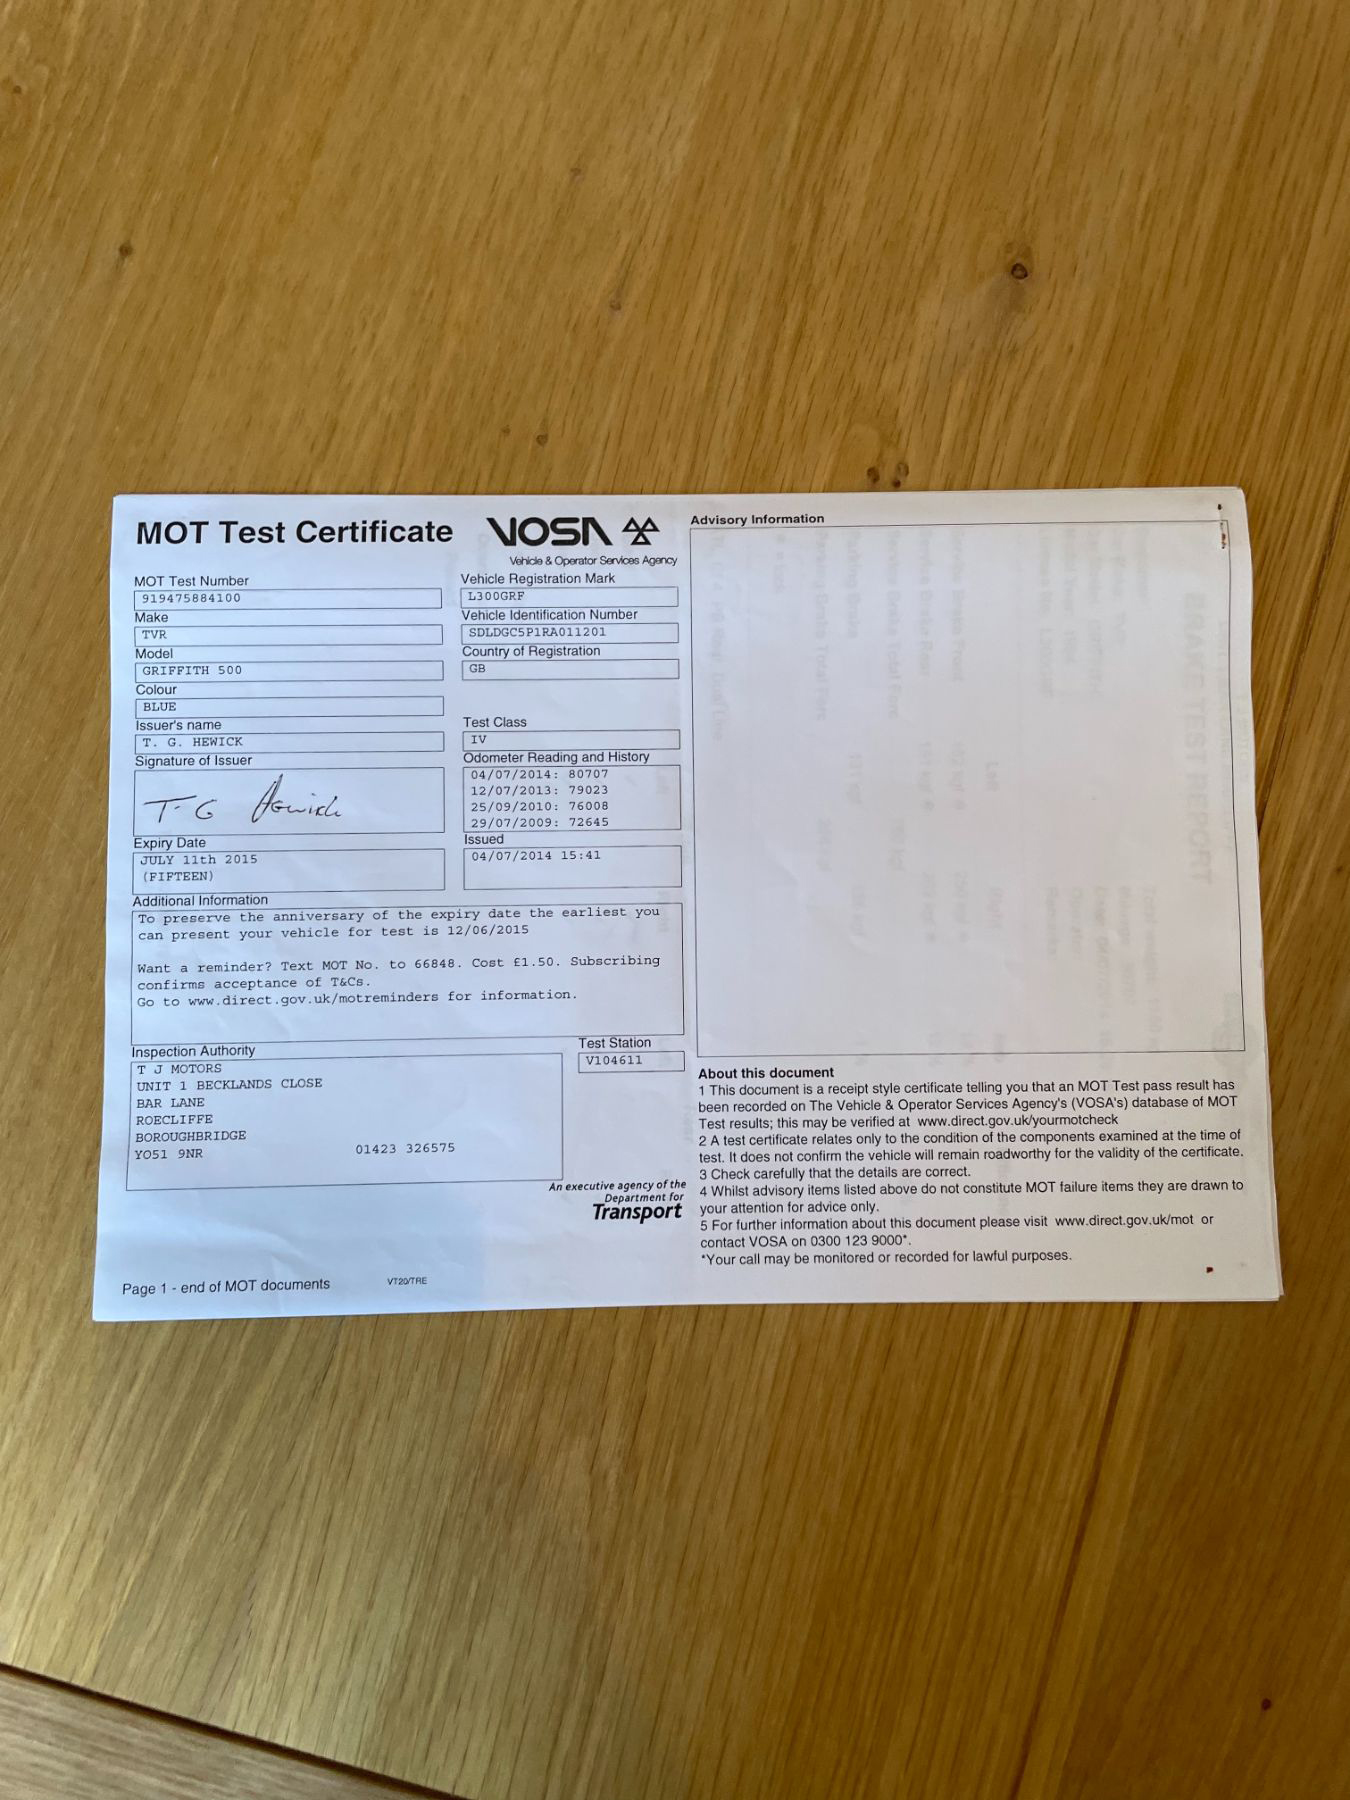 MOT Test Certificate
VOSA
Vehicle & Operator Services Agency
MOT Test Number
919475884100
Vehicle Registration Mark
L300GRF
Make
TVR
Vehicle Identification Number
SDLDGC5P1RA011201
Model
GRIFFITH 500
Country of Registration
GB
Colour
BLUE
Issuer's name
T. G. HEWICK
Test Class
IV
Signature of Issuer
T-G Hewick
Odometer Reading and History
04/07/2014: 80707
12/07/2013: 79023
25/09/2010: 76008
29/07/2009: 72645
Expiry Date
JULY 11th 2015
(FIFTEEN)
Issued
04/07/2014 15:41
Additional Information
To preserve the anniversary of the expiry date the earliest you
can present your vehicle for test is 12/06/2015
Want a reminder? Text MOT No. to 66848. Cost £1.50. Subscribing
confirms acceptance of T&Cs.
Go to www.direct.gov.uk/motreminders for information.
Inspection Authority
T J MOTORS
UNIT 1 BECKLANDS CLOSE
BAR LANE
ROECLIFFE
BOROUGHBRIDGE
YO51 9NR 01423 326575
Test Station
V104611
An executive agency of the
Department for
Transport
Page 1 - end of MOT documents
VT20/TRE
Advisory Information
BRAKE TEST REPORT
About this document
1 This document is a receipt style certificate telling you that an MOT Test pass result has
been recorded on The Vehicle & Operator Services Agency's (VOSA's) database of MOT
Test results; this may be verified at www.direct.gov.uk/yourmotcheck
2 A test certificate relates only to the condition of the components examined at the time of
test. It does not confirm the vehicle will remain roadworthy for the validity of the certificate.
3 Check carefully that the details are correct.
4 Whilst advisory items listed above do not constitute MOT failure items they are drawn to
your attention for advice only.
5 For further information about this document please visit www.direct.gov.uk/mot or
contact VOSA on 0300 123 9000*.
*Your call may be monitored or recorded for lawful purposes.